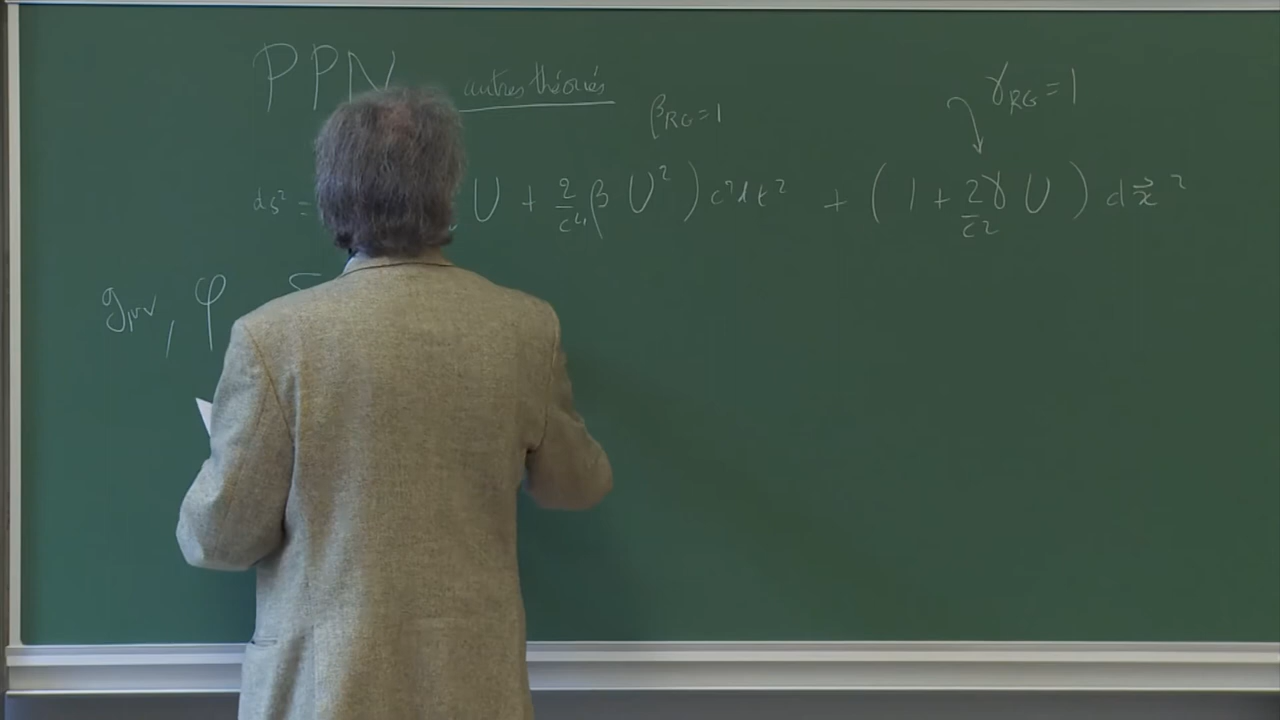 PPN autres théories
β_RG = 1
γ_RG = 1
ds² = U + 2/c⁴ β U² ) c²dt² + ( 1 + 2γ/c² U ) dx⃗ ²
g_μν , φ